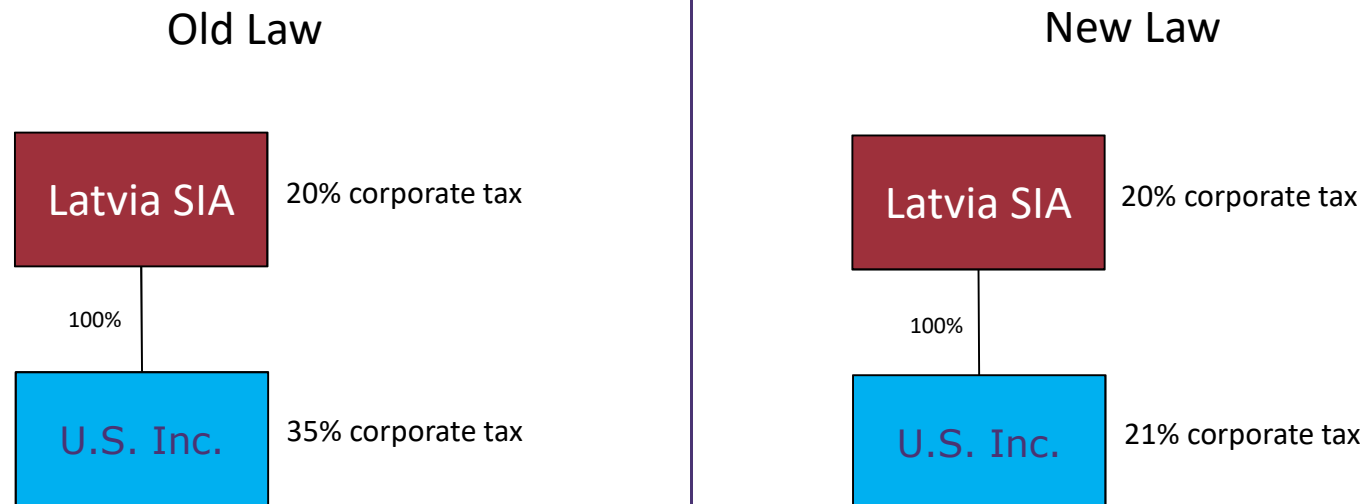 Old Law
Latvia SIA
20% corporate tax
100%
U.S. Inc.
35% corporate tax
New Law
Latvia SIA
20% corporate tax
100%
U.S. Inc.
21% corporate tax